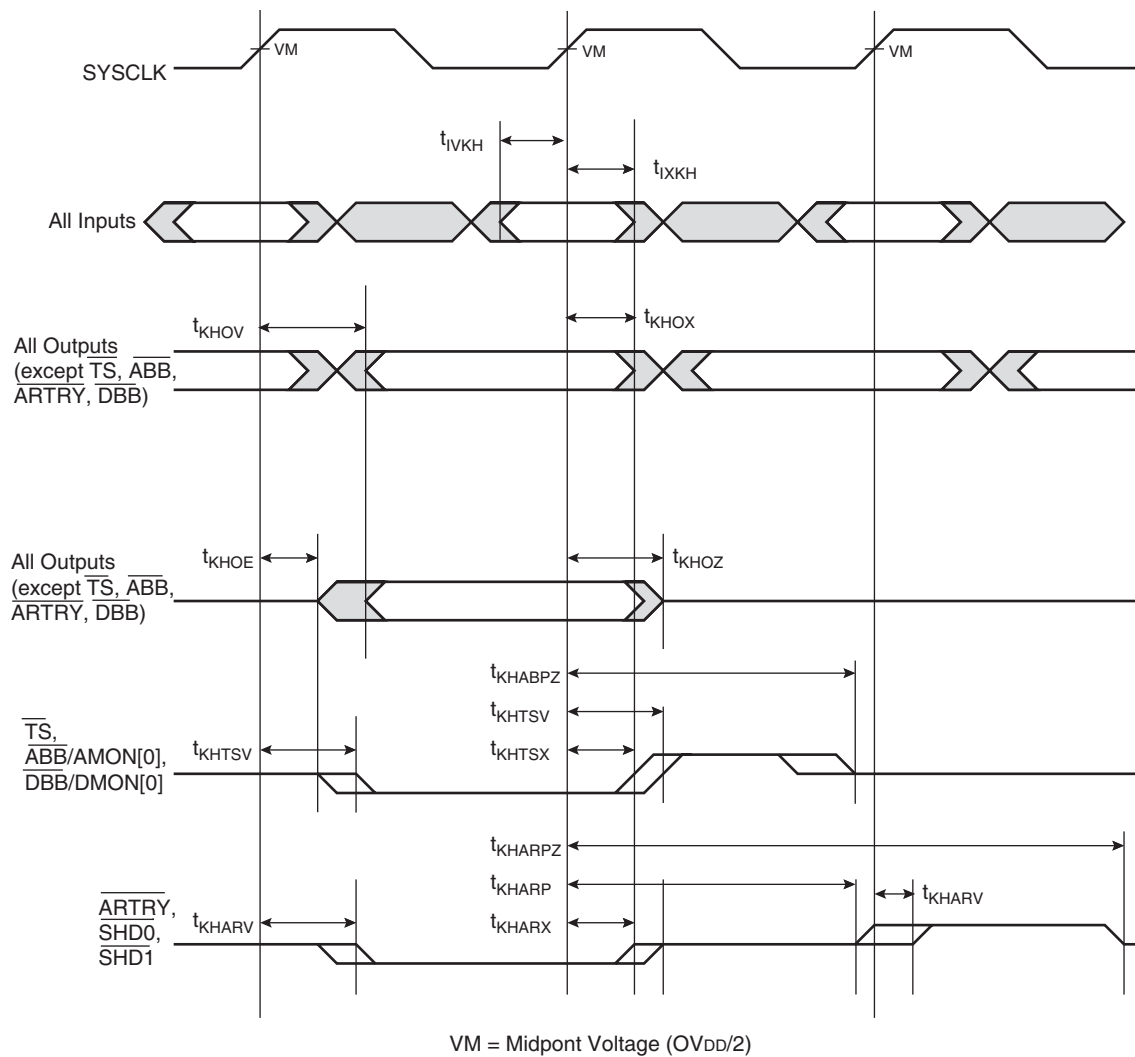 VM
VM
VM
SYSCLK
tIVKH
tIXKH
All Inputs
tKHOV
tKHOX
All Outputs
(except TS, ABB,
ARTRY, DBB)
tKHOE
tKHOZ
All Outputs
(except TS, ABB,
ARTRY, DBB)
tKHABPZ
tKHTSV
tKHTSV
tKHTSX
TS,
ABB/AMON[0],
DBB/DMON[0]
tKHARPZ
tKHARP
tKHARV
tKHARV
tKHARX
ARTRY,
SHD0,
SHD1
VM = Midpont Voltage (OVDD/2)